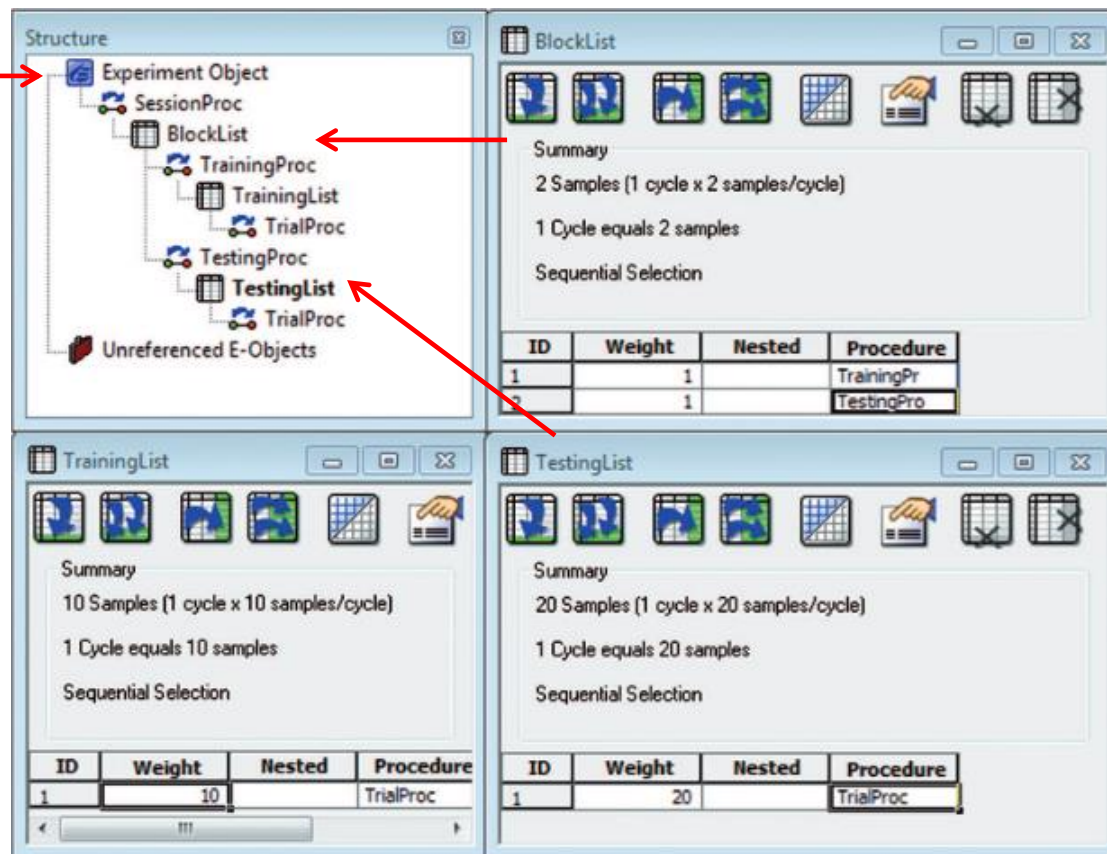 Structure
Experiment Object
SessionProc
BlockList
TrainingProc
TrainingList
TrialProc
TestingProc
TestingList
TrialProc
Unreferenced E-Objects
BlockList
Summary
2 Samples (1 cycle x 2 samples/cycle)
1 Cycle equals 2 samples
Sequential Selection
ID Weight Nested Procedure
1 1 TrainingPr
2 1 TestingPro
TrainingList
Summary
10 Samples (1 cycle x 10 samples/cycle)
1 Cycle equals 10 samples
Sequential Selection
ID Weight Nested Procedure
1 10 TrialProc
TestingList
Summary
20 Samples (1 cycle x 20 samples/cycle)
1 Cycle equals 20 samples
Sequential Selection
ID Weight Nested Procedure
1 20 TrialProc